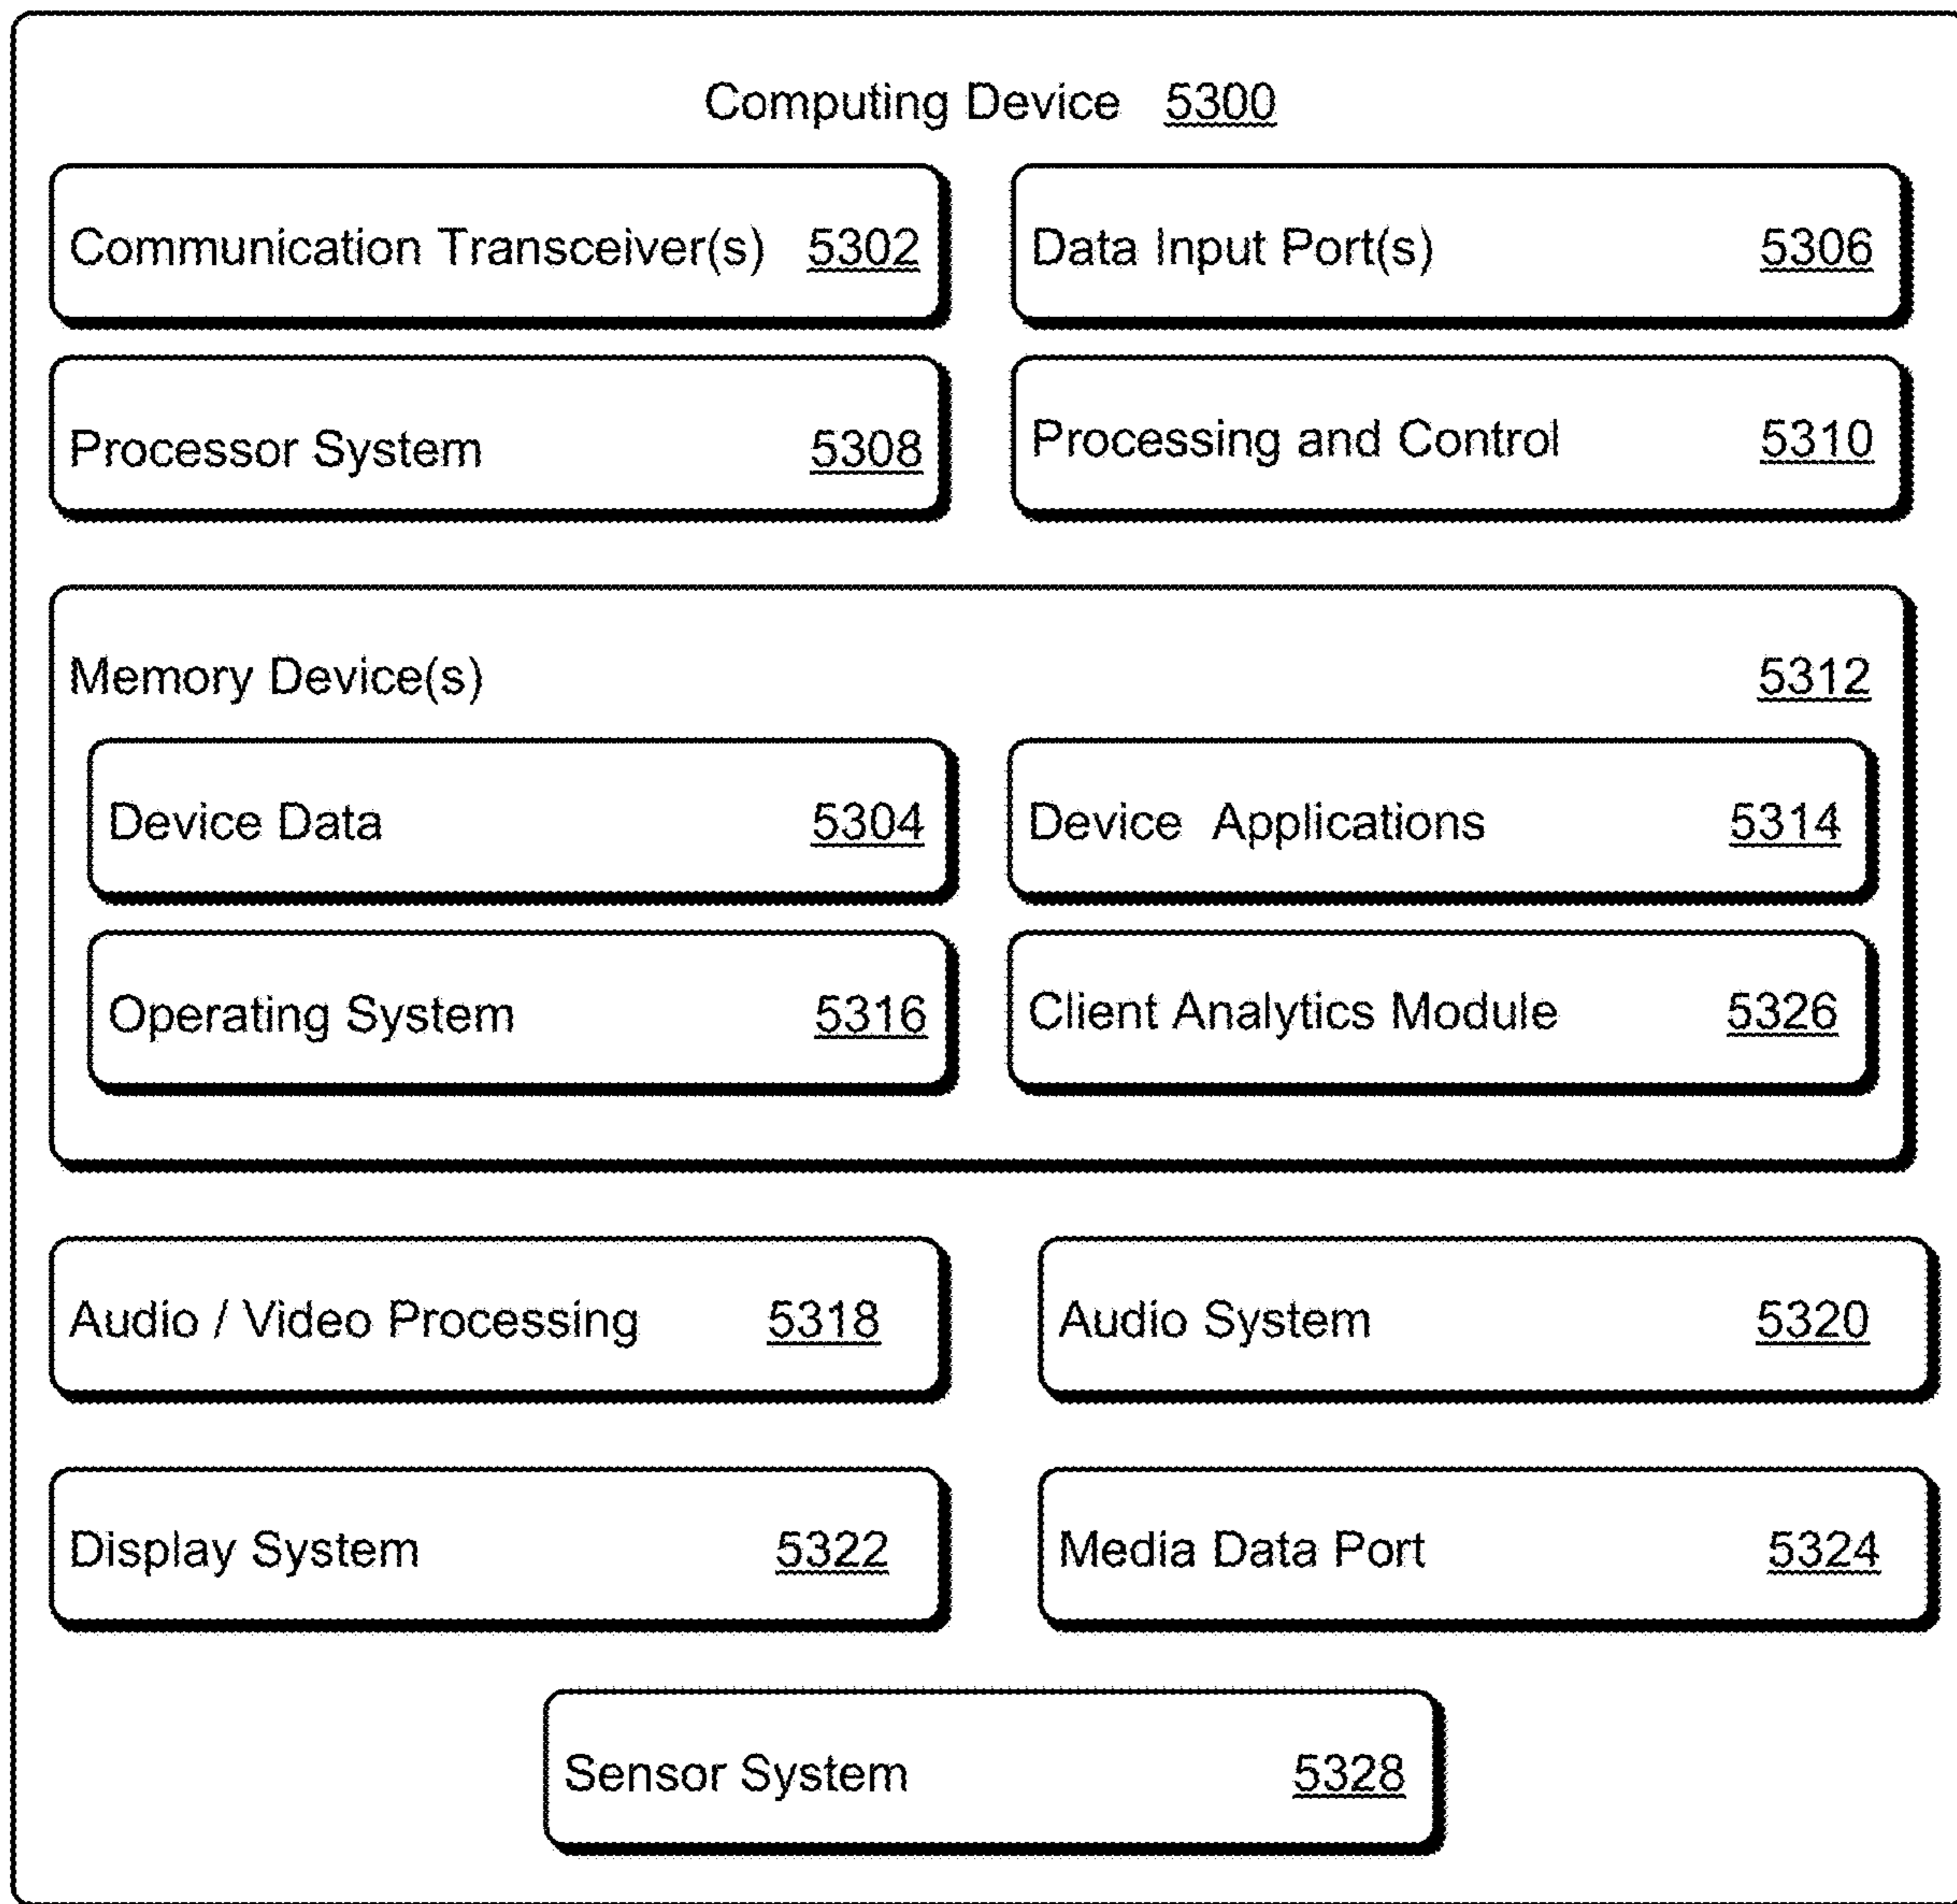 Computing Device 5300
Communication Transceiver(s) 5302
Data Input Port(s) 5306
Processor System 5308
Processing and Control 5310
Memory Device(s) 5312
Device Data 5304
Device Applications 5314
Operating System 5316
Client Analytics Module 5326
Audio / Video Processing 5318
Audio System 5320
Display System 5322
Media Data Port 5324
Sensor System 5328